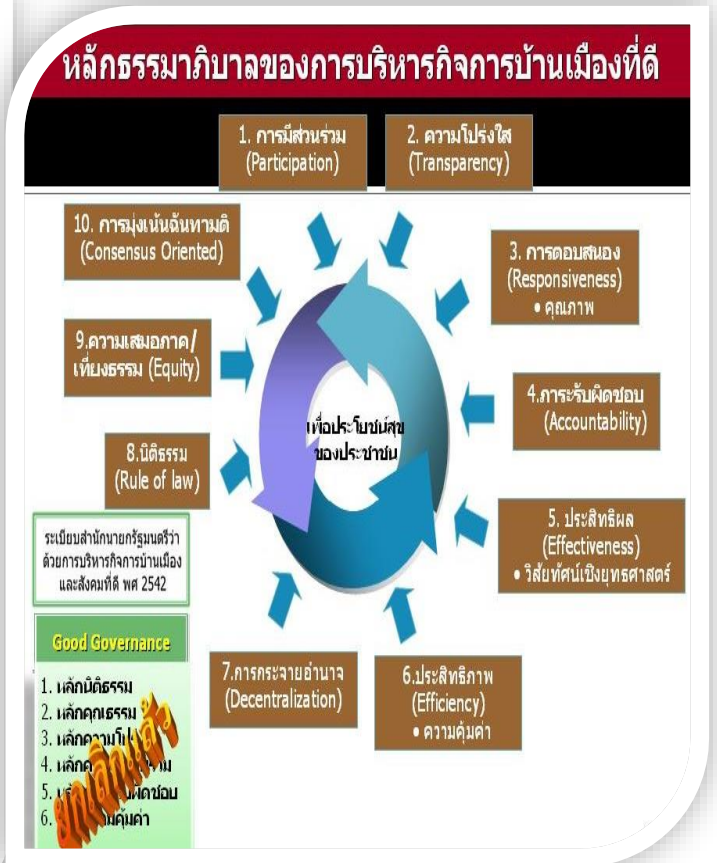 หลักธรรมาภิบาลของการบริหารกิจการบ้านเมืองที่ดี
1. การมีส่วนร่วม
(Participation)
2. ความโปร่งใส
(Transparency)
3. การตอบสนอง
(Responsiveness)
• คุณภาพ
4.ภาระรับผิดชอบ
(Accountability)
5. ประสิทธิผล
(Effectiveness)
• วิสัยทัศน์เชิงยุทธศาสตร์
6.ประสิทธิภาพ
(Efficiency)
• ความคุ้มค่า
7.การกระจายอำนาจ
(Decentralization)
8.นิติธรรม
(Rule of law)
9.ความเสมอภาค/
เที่ยงธรรม (Equity)
10. การมุ่งเน้นฉันทามติ
(Consensus Oriented)
เพื่อประโยชน์สุข
ของประชาชน
ระเบียบสำนักนายกรัฐมนตรีว่า
ด้วยการบริหารกิจการบ้านเมือง
และสังคมที่ดี พศ 2542
Good Governance
1. หลักนิติธรรม
2. หลักคุณธรรม
3.
4.
5.
6.
ยกเลิกแล้ว